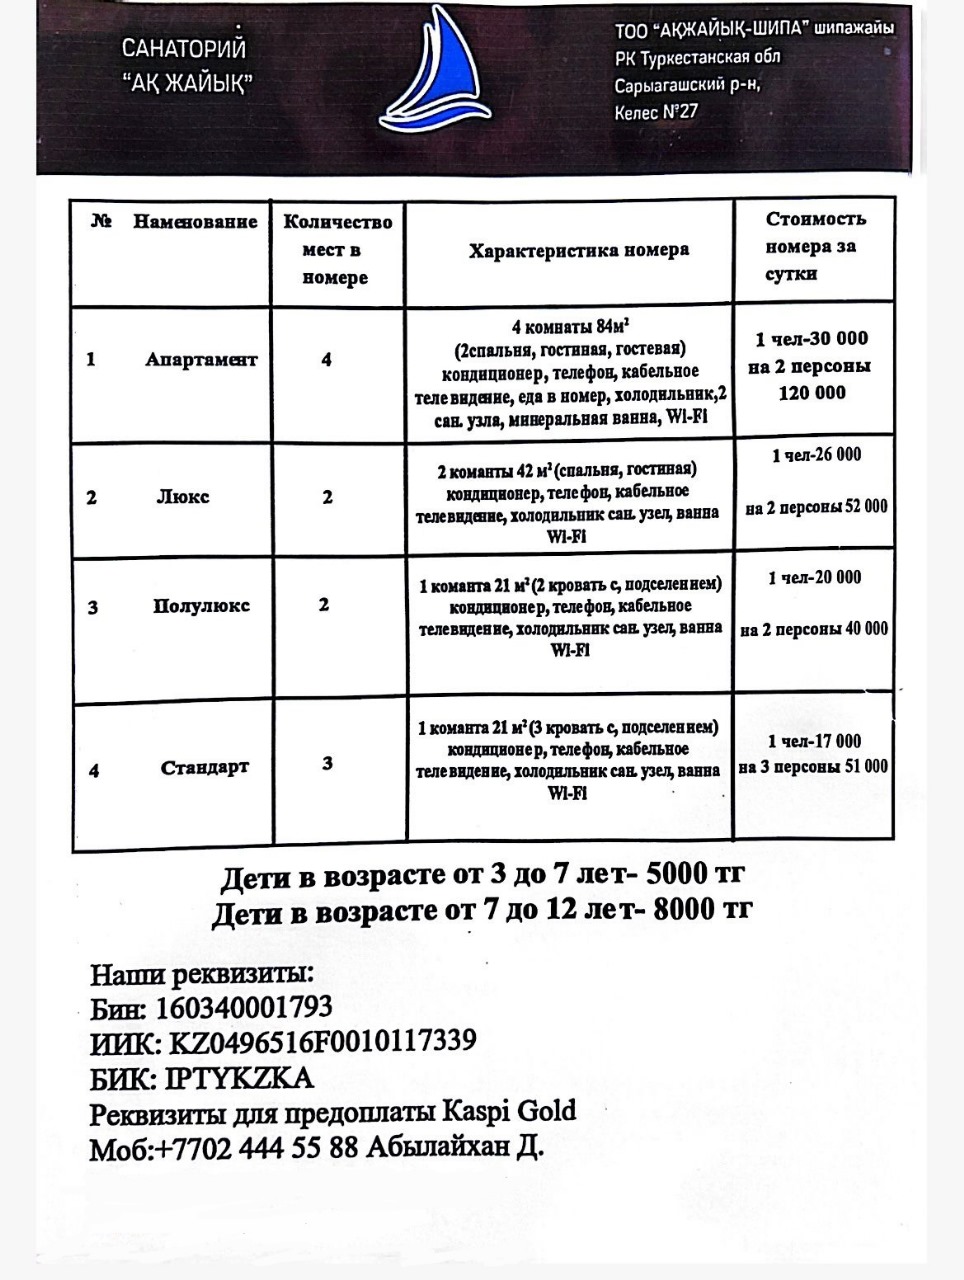 САНАТОРИЙ
“АҚ ЖАЙЫҚ”
ТОО “АҚЖАЙЫҚ-ШИПА” шипажайы
РК Туркестанская обл
Сарыагашский р-н,
Келес №27
№ Наменование
Количество
мест в
номере
Характеристика номера
Стоимость
номера за
сутки
1 Апартамент
4
4 комнаты 84м²
(2спальня, гостиная, гостевая)
кондиционер, телефон, кабельное
телевидение, еда в номер, холодильник,2
сан. узла, минеральная ванна, Wi-Fi
1 чел-30 000
на 2 персоны
120 000
2 Люкс
2
2 команты 42 м²(спальня, гостиная)
кондиционер, телефон, кабельное
телевидение, холодильник сан. узел, ванна
Wi-Fi
1 чел-26 000
на 2 персоны 52 000
3 Полулюкс
2
1 команта 21 м²(2 кровать с, подселением)
кондиционер, телефон, кабельное
телевидение, холодильник сан. узел, ванна
Wi-Fi
1 чел-20 000
на 2 персоны 40 000
4 Стандарт
3
1 команта 21 м²(3 кровать с, подселением)
кондиционер, телефон, кабельное
телевидение, холодильник сан. узел, ванна
Wi-Fi
1 чел-17 000
на 3 персоны 51 000
Дети в возрасте от 3 до 7 лет- 5000 тг
Дети в возрасте от 7 до 12 лет- 8000 тг
Наши реквизиты:
Бин: 160340001793
ИИК: KZ0496516F0010117339
БИК: IPTYKZKA
Реквизиты для предоплаты Kaspi Gold
Моб:+7702 444 55 88 Абылайхан Д.